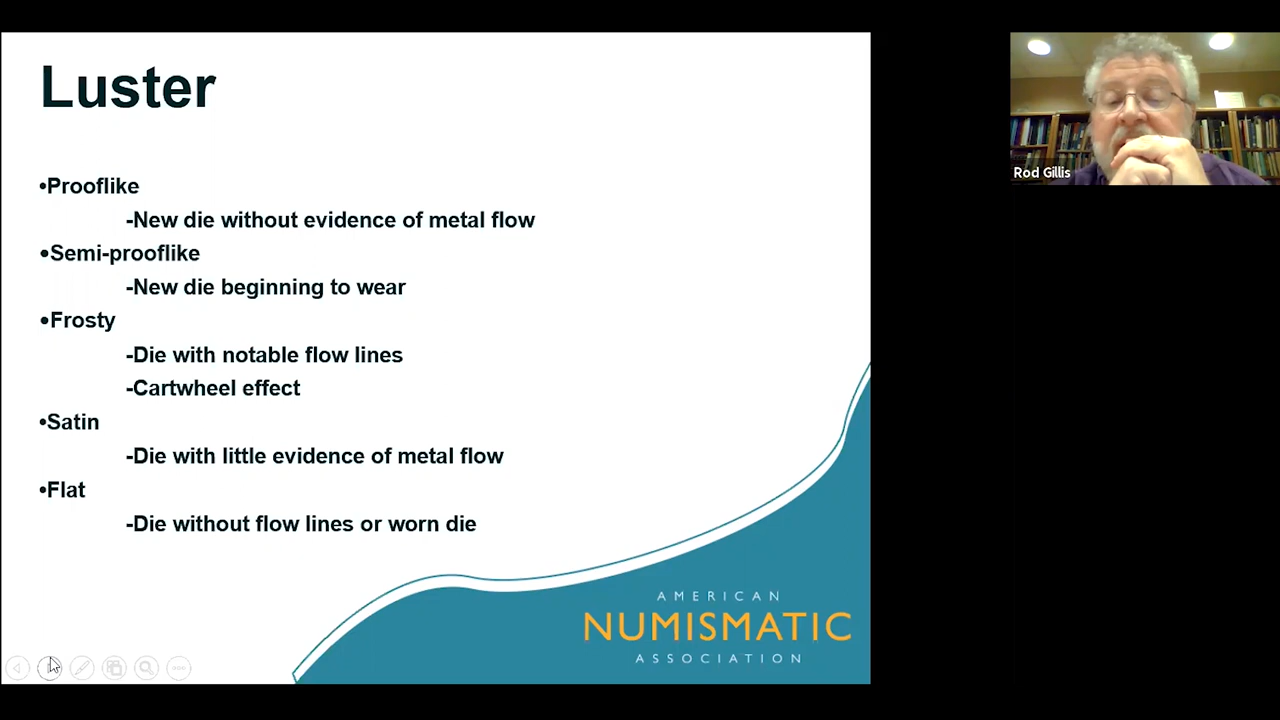 Luster
•Prooflike
-New die without evidence of metal flow
•Semi-prooflike
-New die beginning to wear
•Frosty
-Die with notable flow lines
-Cartwheel effect
•Satin
-Die with little evidence of metal flow
•Flat
-Die without flow lines or worn die
AMERICAN
NUMISMATIC
ASSOCIATION
Rod Gillis